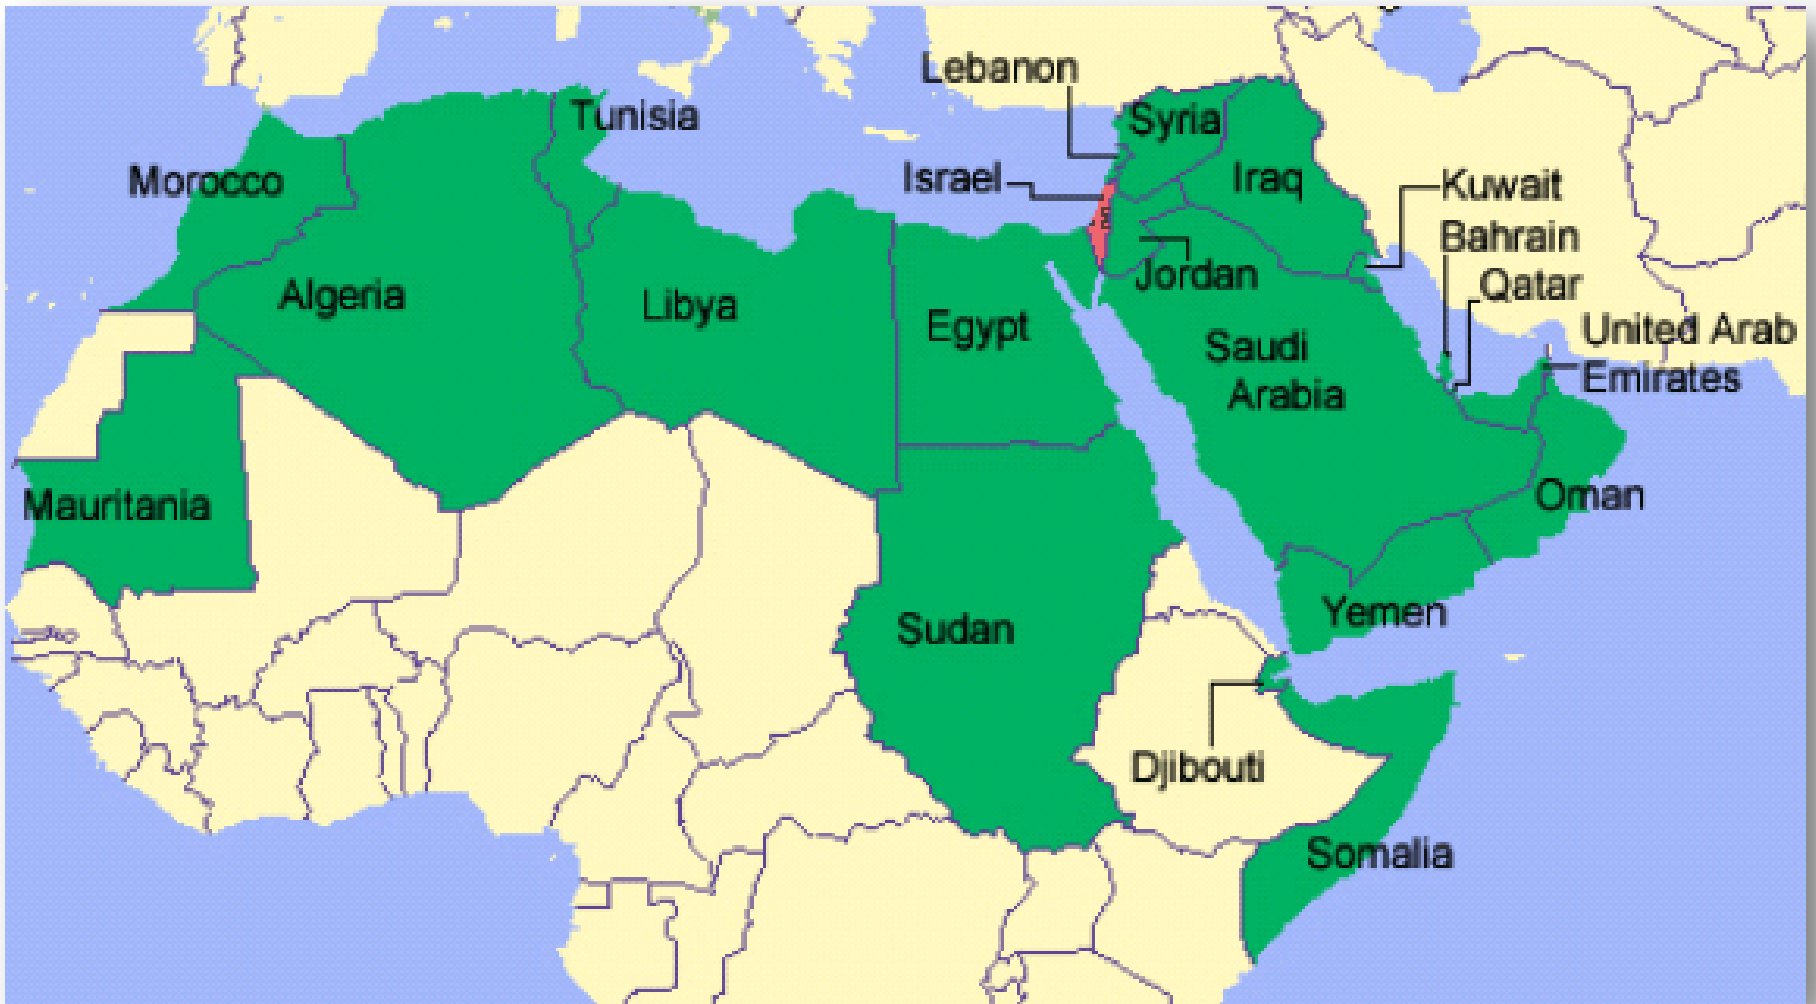 Lebanon
Tunisia
Syria
Morocco
Israel
Iraq
Kuwait
Bahrain
Jordan
Qatar
Algeria
Libya
Egypt
United Arab
Emirates
Saudi
Arabia
Mauritania
Oman
Sudan
Yemen
Djibouti
Somalia